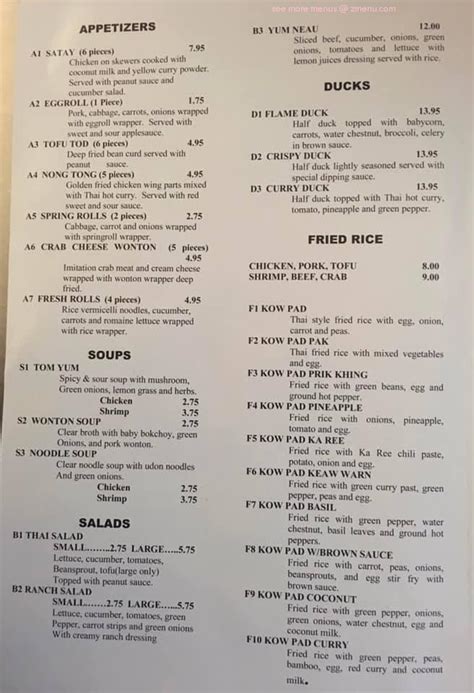 see more menus @ zmenu.com
APPETIZERS
A1 SATAY (6 pieces) 7.95
Chicken on skewers cooked with
coconut milk and yellow curry powder.
Served with peanut sauce and
cucumber salad.
A2 EGGROLL (1 Piece) 1.75
Pork, cabbage, carrots, onions wrapped
with eggroll wrapper. Served with
sweet and sour applesauce.
A3 TOFU TOD (6 pieces) 4.95
Deep fried bean curd served with
peanut sauce.
A4 NONG TONG (5 pieces) 4.95
Golden fried chicken wing parts mixed
with Thai hot curry. Served with red
sweet and sour sauce.
A5 SPRING ROLLS (2 pieces) 2.75
Cabbage, carrot and onions wrapped
with springroll wrapper.
A6 CRAB CHEESE WONTON (5 pieces)
4.95
Imitation crab meat and cream cheese
wrapped with wonton wrapper deep
fried.
A7 FRESH ROLLS (4 pieces) 4.95
Rice vermicelli noodles, cucumber,
carrots and romaine lettuce wrapped
with rice wrapper.
SOUPS
S1 TOM YUM
Spicy & sour soup with mushroom,
Green onions, lemon grass and herbs.
Chicken 2.75
Shrimp 3.75
S2 WONTON SOUP 2.75
Clear broth with baby bokchoy, green
Onions, and pork wonton.
S3 NOODLE SOUP
Clear noodle soup with udon noodles
And green onions.
Chicken 2.75
Shrimp 3.75
SALADS
B1 THAI SALAD
SMALL…….2.75 LARGE….5.75
Lettuce, cucumber, tomatoes,
Beansprout, tofu(large only)
Topped with peanut sauce.
B2 RANCH SALAD
SMALL…….2.75 LARGE…..5.75
Lettuce, cucumber, tomatoes, green
Pepper, carrot strips and green onions
With creamy ranch dressing
B3 YUM NEAU 12.00
Sliced beef, cucumber, onions, green
onions, tomatoes and lettuce with
lemon juices dressing served with rice.
DUCKS
D1 FLAME DUCK 13.95
Half duck topped with babycorn,
carrots, water chestnut, broccoli, celery
in brown sauce.
D2 CRISPY DUCK 13.95
Half duck lightly seasoned served with
special dipping sauce.
D3 CURRY DUCK 13.95
Half duck topped with Thai hot curry,
tomato, pineapple and green pepper.
FRIED RICE
CHICKEN, PORK, TOFU 8.00
SHRIMP, BEEF, CRAB 9.00
F1 KOW PAD
Thai style fried rice with egg, onion,
carrot and peas.
F2 KOW PAD PAK
Thai fried rice with mixed vegetables
and egg.
F3 KOW PAD PRIK KHING
Fried rice with green beans, egg and
ground hot pepper.
F4 KOW PAD PINEAPPLE
Fried rice with onions, pineapple,
tomato and egg.
F5 KOW PAD KA REE
Fried rice with Ka Ree chili paste,
potato, onion and egg.
F6 KOW PAD KEAW WARN
Fried rice with green curry past, green
pepper, peas and egg.
F7 KOW PAD BASIL
Fried rice with green pepper, water
chestnut, basil leaves and ground hot
peppers.
F8 KOW PAD W/BROWN SAUCE
Fried rice with carrot, peas, onions,
beansprouts, and egg stir fry with
brown sauce.
F9 KOW PAD COCONUT
Fried rice with green pepper, peas,
green onions, water chestnut, egg and
coconut milk.
F10 KOW PAD CURRY
Fried rice with green pepper, peas,
bamboo, egg, red curry and coconut
milk.